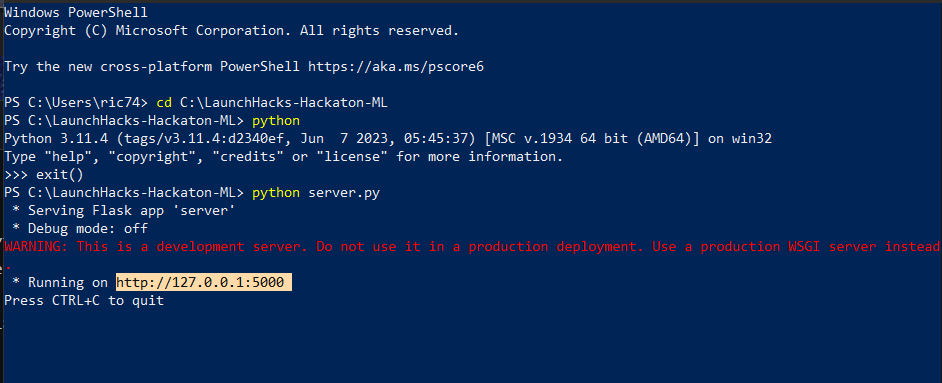 Windows PowerShell
Copyright (C) Microsoft Corporation. All rights reserved.
Try the new cross-platform PowerShell https://aka.ms/pscore6
PS C:\Users\ric74> cd C:\LaunchHacks-Hackaton-ML
PS C:\LaunchHacks-Hackaton-ML> python
Python 3.11.4 (tags/v3.11.4:d2340ef, Jun  7 2023, 05:45:37) [MSC v.1934 64 bit (AMD64)] on win32
Type "help", "copyright", "credits" or "license" for more information.
>>> exit()
PS C:\LaunchHacks-Hackaton-ML> python server.py
 * Serving Flask app 'server'
 * Debug mode: off
WARNING: This is a development server. Do not use it in a production deployment. Use a production WSGI server instead
.
 * Running on http://127.0.0.1:5000
Press CTRL+C to quit